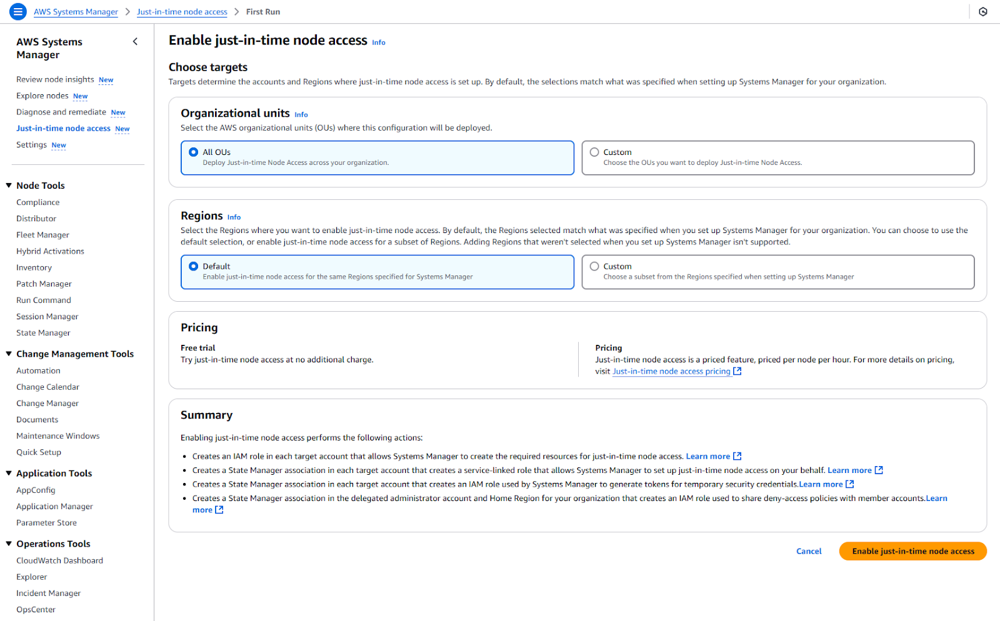 AWS Systems Manager > Just-in-time node access > First Run
AWS Systems
Manager
Review node insights New
Explore nodes New
Diagnose and remediate New
Just-in-time node access New
Settings New
Node Tools
Compliance
Distributor
Fleet Manager
Hybrid Activations
Inventory
Patch Manager
Run Command
Session Manager
State Manager
Change Management Tools
Automation
Change Calendar
Change Manager
Documents
Maintenance Windows
Quick Setup
Application Tools
AppConfig
Application Manager
Parameter Store
Operations Tools
CloudWatch Dashboard
Explorer
Incident Manager
OpsCenter
Enable just-in-time node access Info
Choose targets
Targets determine the accounts and Regions where just-in-time node access is set up. By default, the selections match what was specified when setting up Systems Manager for your organization.
Organizational units Info
Select the AWS organizational units (OUs) where this configuration will be deployed.
All OUs
Deploy Just-in-time Node Access across your organization.
Custom
Choose the OUs you want to deploy Just-in-time Node Access.
Regions Info
Select the Regions where you want to enable just-in-time node access. By default, the Regions selected match what was specified when you set up Systems Manager for your organization. You can choose to use the
default selection, or enable just-in-time node access for a subset of Regions. Adding Regions that weren't selected when you set up Systems Manager isn't supported.
Default
Enable just-in-time node access for the same Regions specified for Systems Manager
Custom
Choose a subset from the Regions specified when setting up Systems Manager
Pricing
Free trial
Try just-in-time node access at no additional charge.
Pricing
Just-in-time node access is a priced feature, priced per node per hour. For more details on pricing,
visit Just-in-time node access pricing
Summary
Enabling just-in-time node access performs the following actions:
• Creates an IAM role in each target account that allows Systems Manager to create the required resources for just-in-time node access. Learn more
• Creates a State Manager association in each target account that creates a service-linked role that allows Systems Manager to set up just-in-time node access on your behalf. Learn more
• Creates a State Manager association in each target account that creates an IAM role used by Systems Manager to generate tokens for temporary security credentials.Learn more
• Creates a State Manager association in the delegated administrator account and Home Region for your organization that creates an IAM role used to share deny-access policies with member accounts.Learn
more
Cancel
Enable just-in-time node access